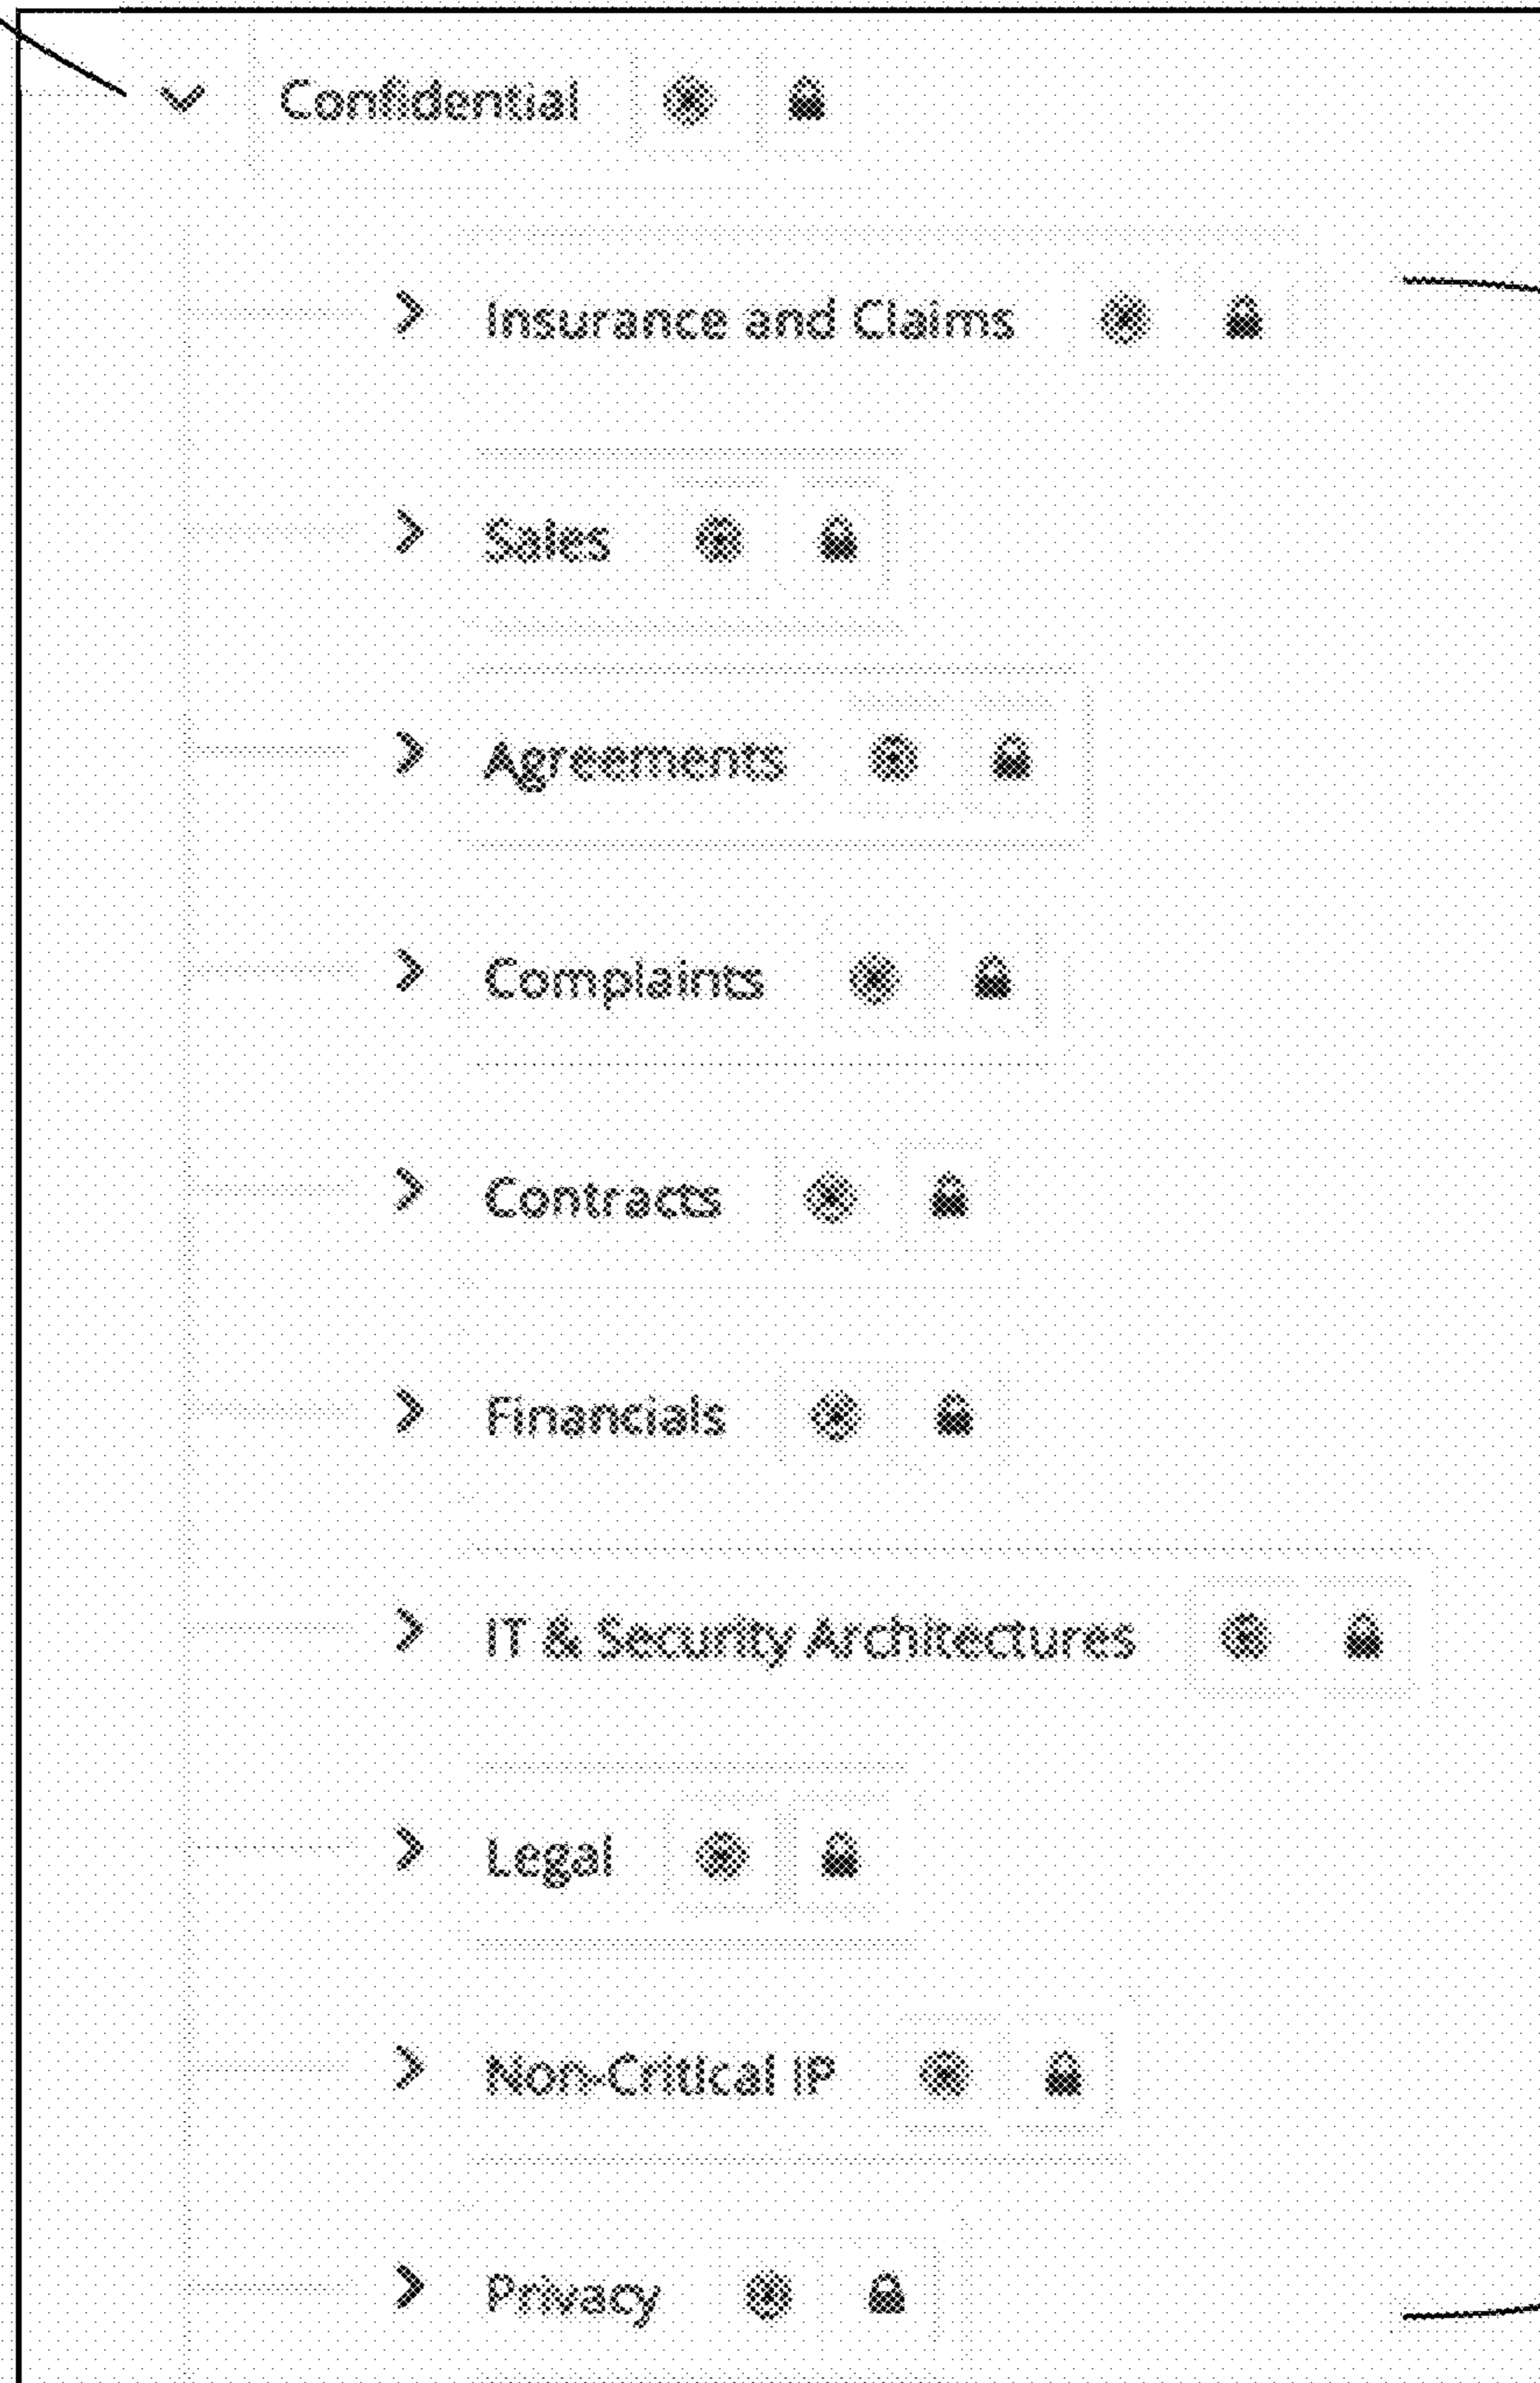 Confidential
Insurance and Claims
Sales
Agreements
Complaints
Contracts
Financials
IT & Security Architectures
Legal
Non-Critical IP
Privacy